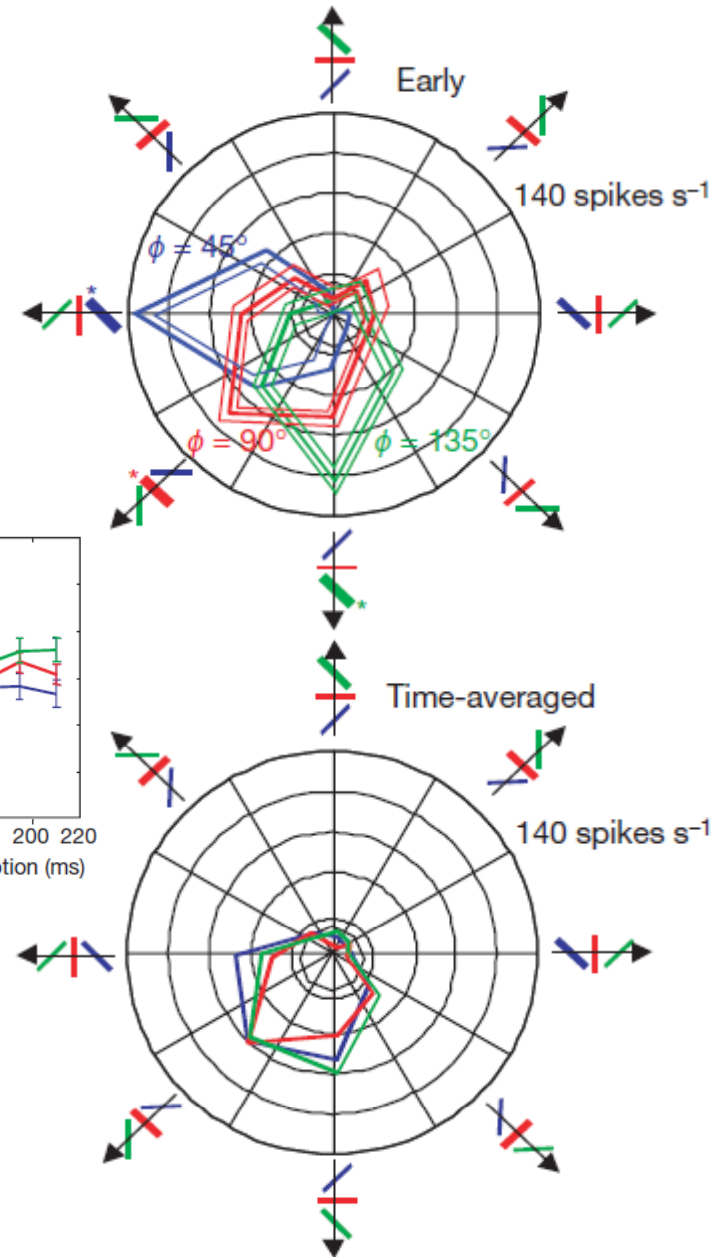 Early
140 spikes s⁻¹
ϕ = 45°
*
ϕ = 90°
ϕ = 135°
*
*
Time-averaged
140 spikes s⁻¹
200 220
tion (ms)